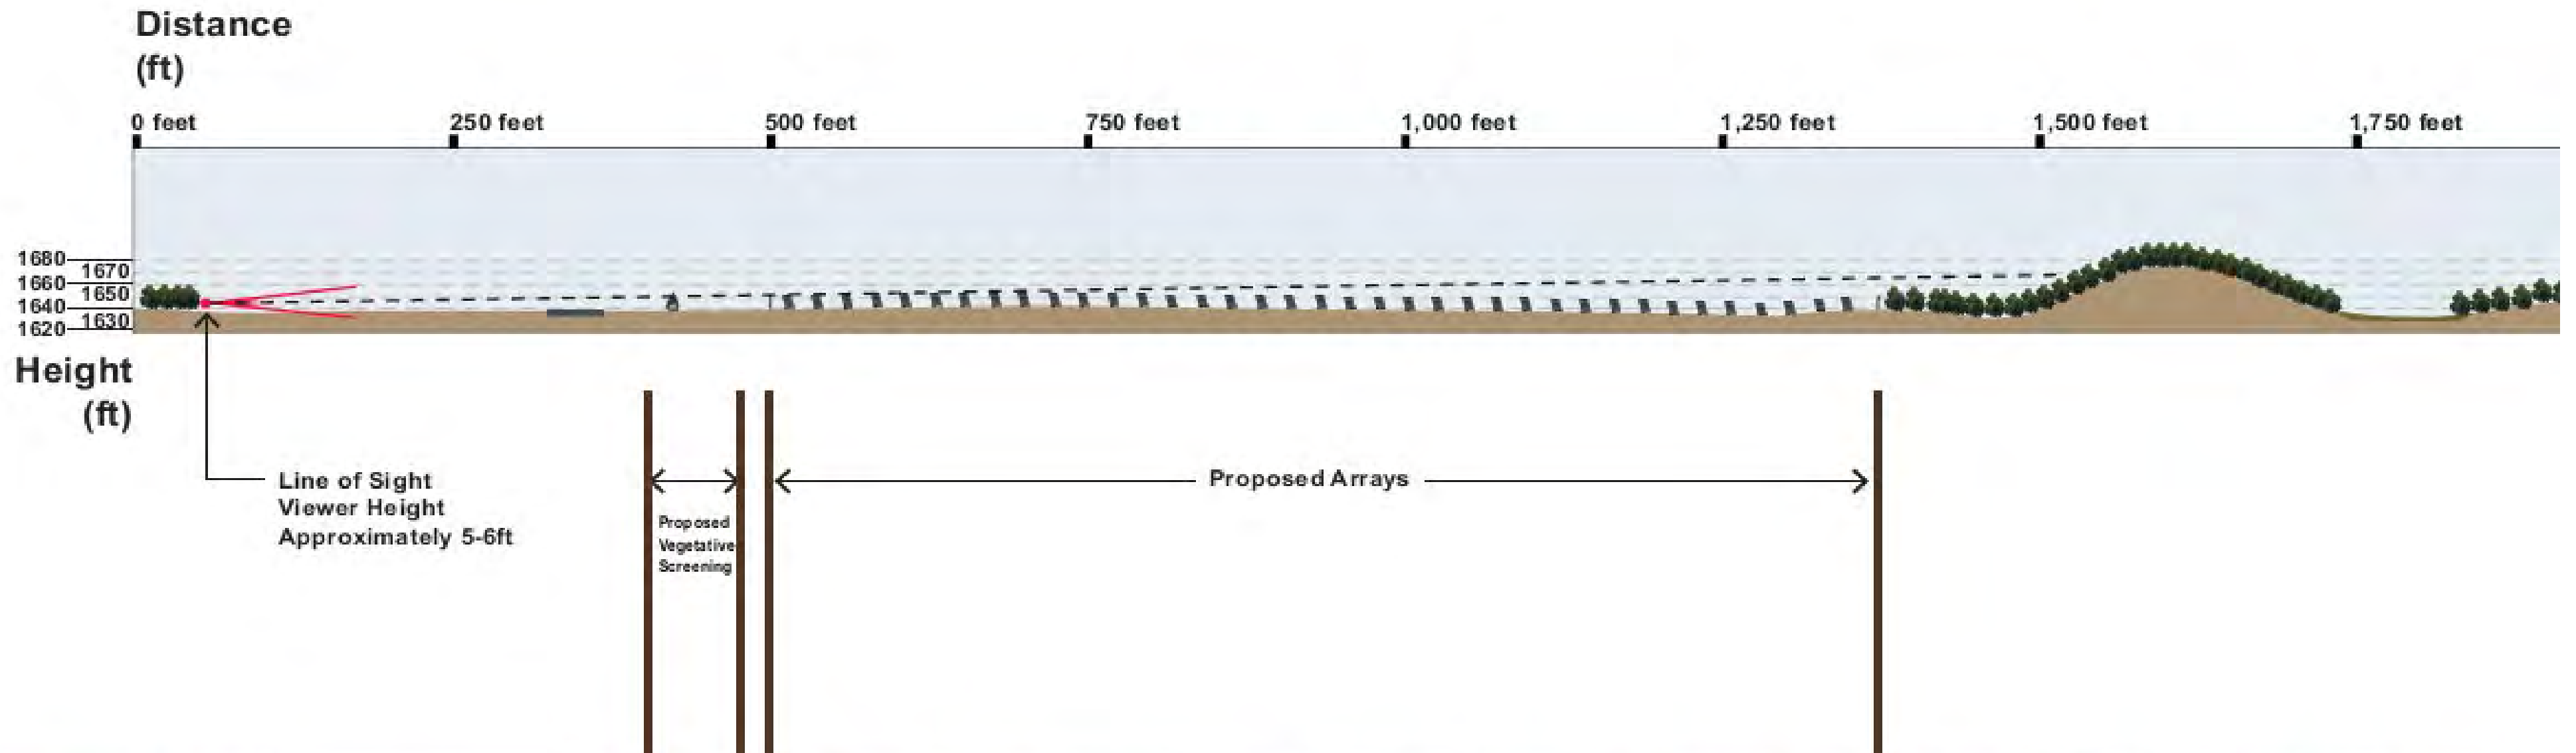 Distance
(ft)
0 feet
250 feet
500 feet
750 feet
1,000 feet
1,250 feet
1,500 feet
1,750 feet
1680
1670
1660
1650
1640
1630
1620
Height
(ft)
Line of Sight
Viewer Height
Approximately 5-6ft
Proposed
Vegetative
Screening
Proposed Arrays